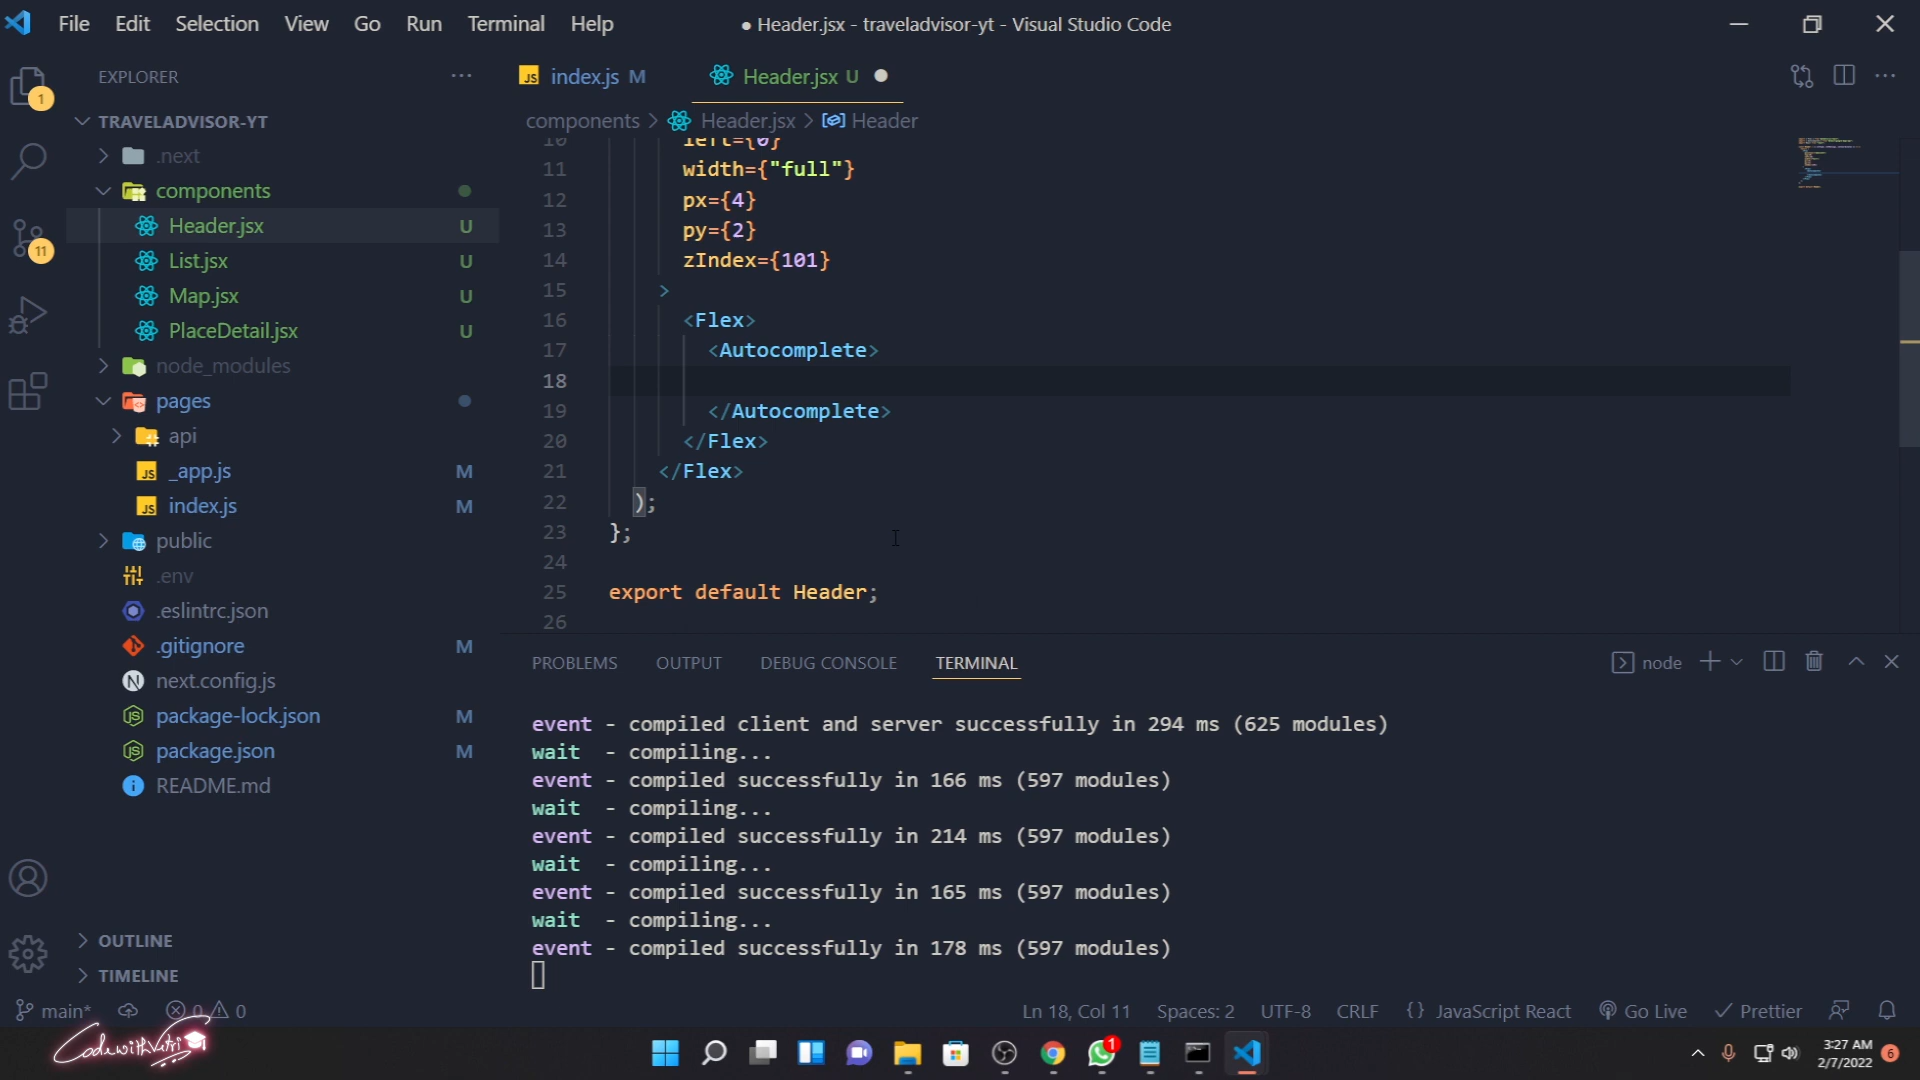 File Edit Selection View Go Run Terminal Help
● Header.jsx - traveladvisor-yt - Visual Studio Code
EXPLORER
TRAVELADVISOR-YT
.next
components
Header.jsx U
List.jsx U
Map.jsx U
PlaceDetail.jsx U
node_modules
pages
api
_app.js M
index.js M
public
.env
.eslintrc.json
.gitignore M
next.config.js
package-lock.json M
package.json M
README.md
OUTLINE
TIMELINE
1
11
index.js M
Header.jsx U
components > Header.jsx > Header
10 left={0}
11 width={"full"}
12 px={4}
13 py={2}
14 zIndex={101}
15 >
16 <Flex>
17 <Autocomplete>
18
19 </Autocomplete>
20 </Flex>
21 </Flex>
22 );
23 };
24
25 export default Header;
26
PROBLEMS OUTPUT DEBUG CONSOLE TERMINAL
node
event - compiled client and server successfully in 294 ms (625 modules)
wait - compiling...
event - compiled successfully in 166 ms (597 modules)
wait - compiling...
event - compiled successfully in 214 ms (597 modules)
wait - compiling...
event - compiled successfully in 165 ms (597 modules)
wait - compiling...
event - compiled successfully in 178 ms (597 modules)
main* 0 0
Ln 18, Col 11 Spaces: 2 UTF-8 CRLF {} JavaScript React Go Live Prettier
1
3:27 AM
2/7/2022
6